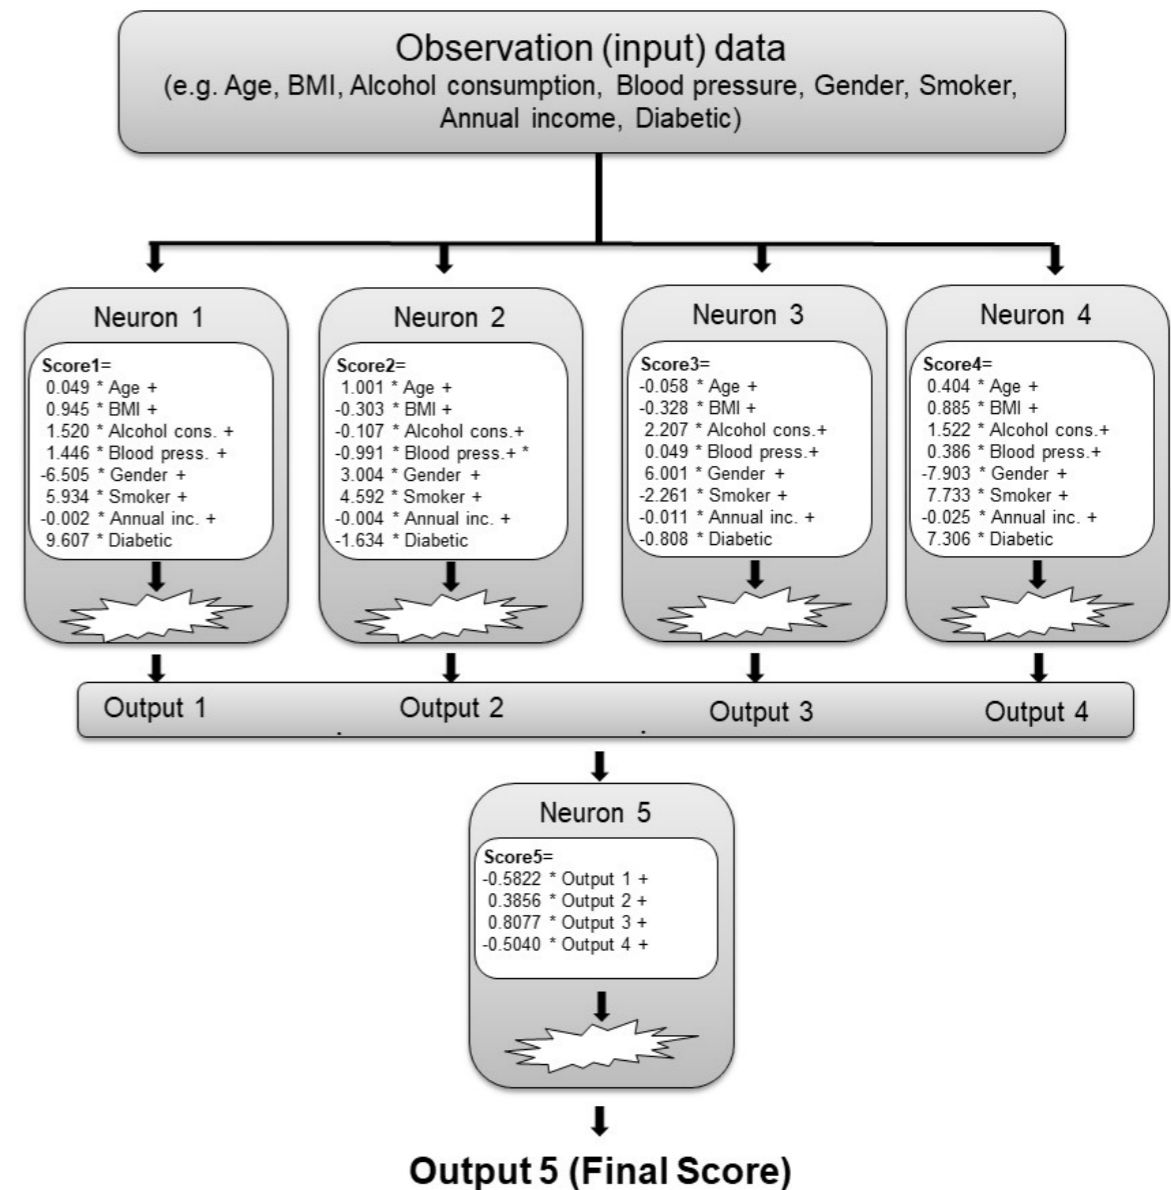 Observation (input) data
(e.g. Age, BMI, Alcohol consumption, Blood pressure, Gender, Smoker,
Annual income, Diabetic)
Neuron 1
Score1=
0.049 * Age +
0.945 * BMI +
1.520 * Alcohol cons. +
1.446 * Blood press. +
-6.505 * Gender +
5.934 * Smoker +
-0.002 * Annual inc. +
9.607 * Diabetic
Neuron 2
Score2=
1.001 * Age +
-0.303 * BMI +
-0.107 * Alcohol cons.+
-0.991 * Blood press.+ *
3.004 * Gender +
4.592 * Smoker +
-0.004 * Annual inc. +
-1.634 * Diabetic
Neuron 3
Score3=
-0.058 * Age +
-0.328 * BMI +
2.207 * Alcohol cons.+
0.049 * Blood press.+
6.001 * Gender +
-2.261 * Smoker +
-0.011 * Annual inc. +
-0.808 * Diabetic
Neuron 4
Score4=
0.404 * Age +
0.885 * BMI +
1.522 * Alcohol cons.+
0.386 * Blood press.+
-7.903 * Gender +
7.733 * Smoker +
-0.025 * Annual inc. +
7.306 * Diabetic
Output 1
Output 2
Output 3
Output 4
Neuron 5
Score5=
-0.5822 * Output 1 +
0.3856 * Output 2 +
0.8077 * Output 3 +
-0.5040 * Output 4 +
Output 5 (Final Score)